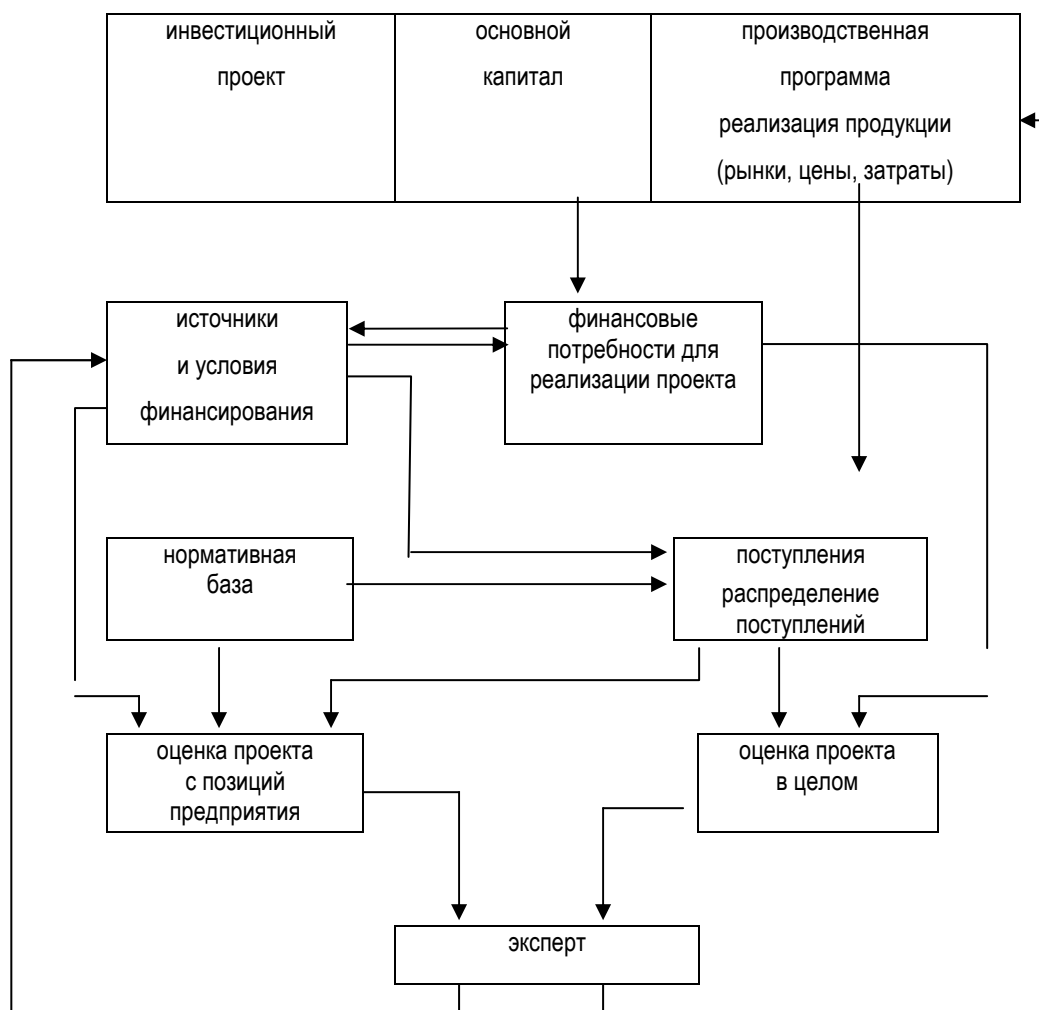 инвестиционный
проект
основной
капитал
производственная
программа
реализация продукции
(рынки, цены, затраты)
источники
и условия
финансирования
финансовые
потребности для
реализации проекта
нормативная
база
поступления
распределение
поступлений
оценка проекта
с позиций
предприятия
оценка проекта
в целом
эксперт